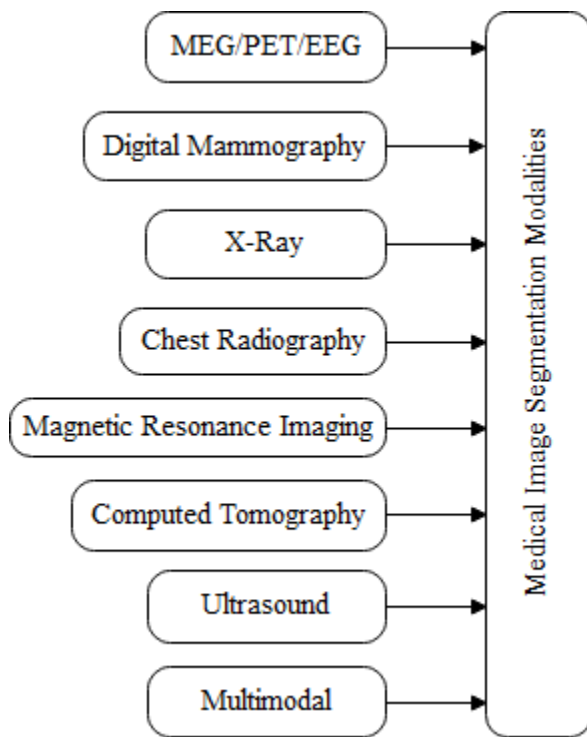 MEG/PET/EEG
Digital Mammography
X-Ray
Chest Radiography
Magnetic Resonance Imaging
Computed Tomography
Ultrasound
Multimodal
Medical Image Segmentation Modalities